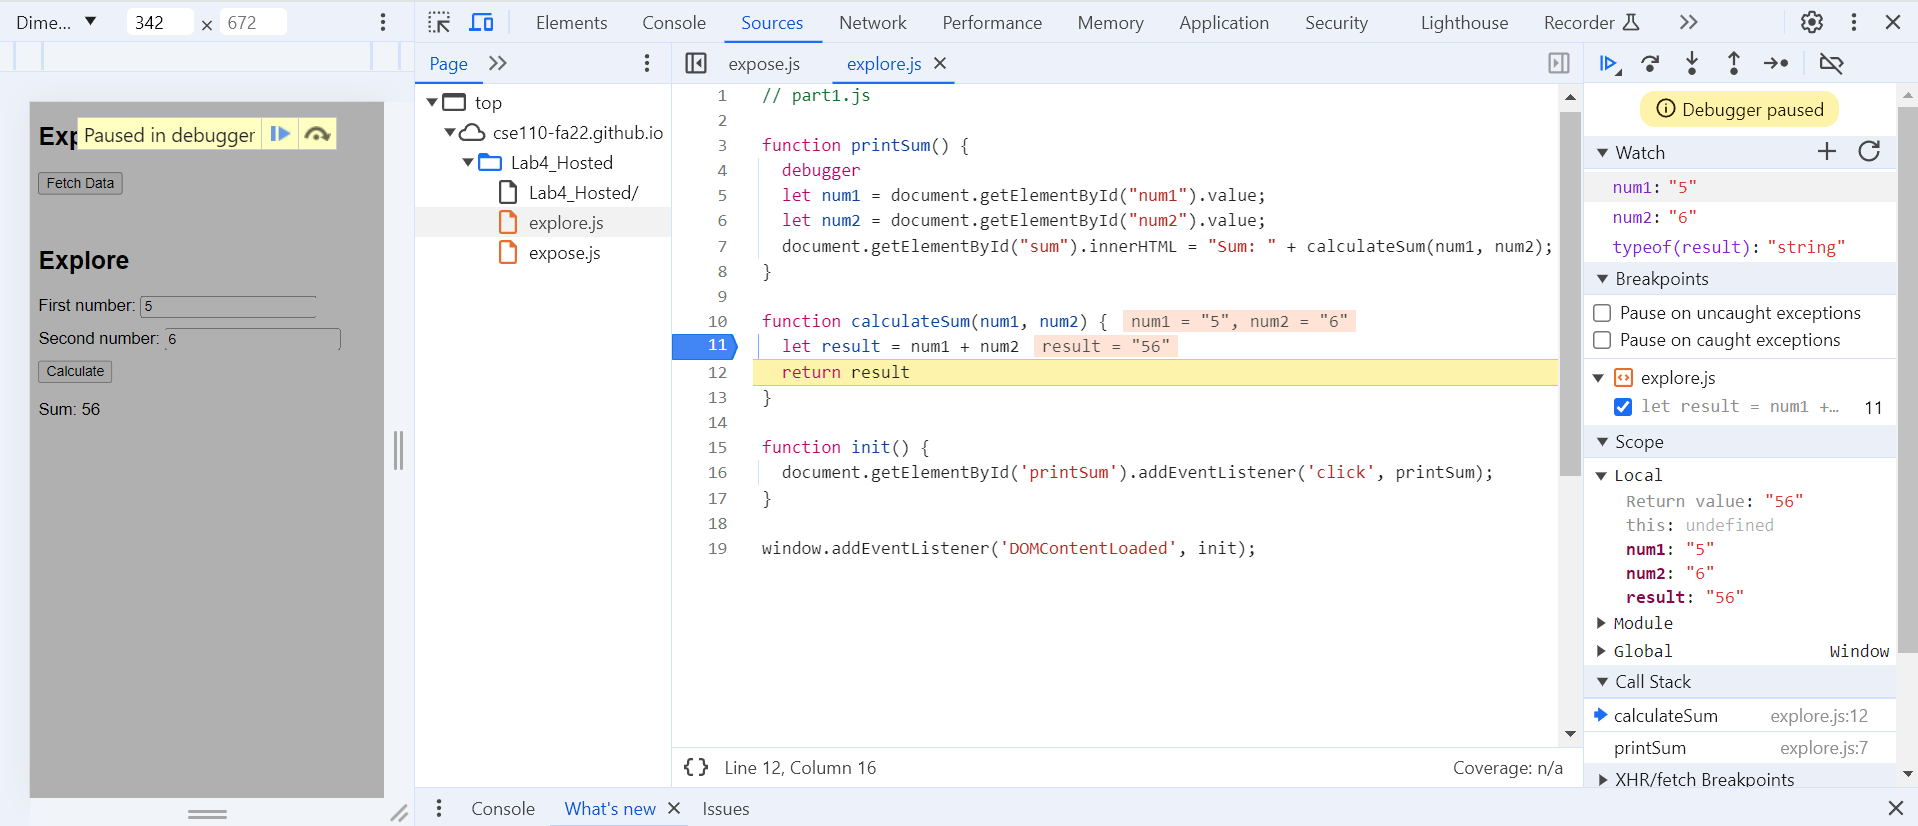 Dime... ▼ 342 × 672
Elements Console Sources Network Performance Memory Application Security Lighthouse Recorder
Page
expose.js explore.js
Exp
Paused in debugger
Fetch Data
Explore
First number: 5
Second number: 6
Calculate
Sum: 56
top
cse110-fa22.github.io
Lab4_Hosted
Lab4_Hosted/
explore.js
expose.js
1 // part1.js
2
3 function printSum() {
4 debugger
5 let num1 = document.getElementById("num1").value;
6 let num2 = document.getElementById("num2").value;
7 document.getElementById("sum").innerHTML = "Sum: " + calculateSum(num1, num2);
8 }
9
10 function calculateSum(num1, num2) { num1 = "5", num2 = "6"
11 let result = num1 + num2 result = "56"
12 return result
13 }
14
15 function init() {
16 document.getElementById('printSum').addEventListener('click', printSum);
17 }
18
19 window.addEventListener('DOMContentLoaded', init);
{} Line 12, Column 16 Coverage: n/a
Debugger paused
Watch
num1: "5"
num2: "6"
typeof(result): "string"
Breakpoints
Pause on uncaught exceptions
Pause on caught exceptions
explore.js
let result = num1 +... 11
Scope
Local
Return value: "56"
this: undefined
num1: "5"
num2: "6"
result: "56"
Module
Global Window
Call Stack
calculateSum explore.js:12
printSum explore.js:7
XHR/fetch Breakpoints
Console What's new Issues